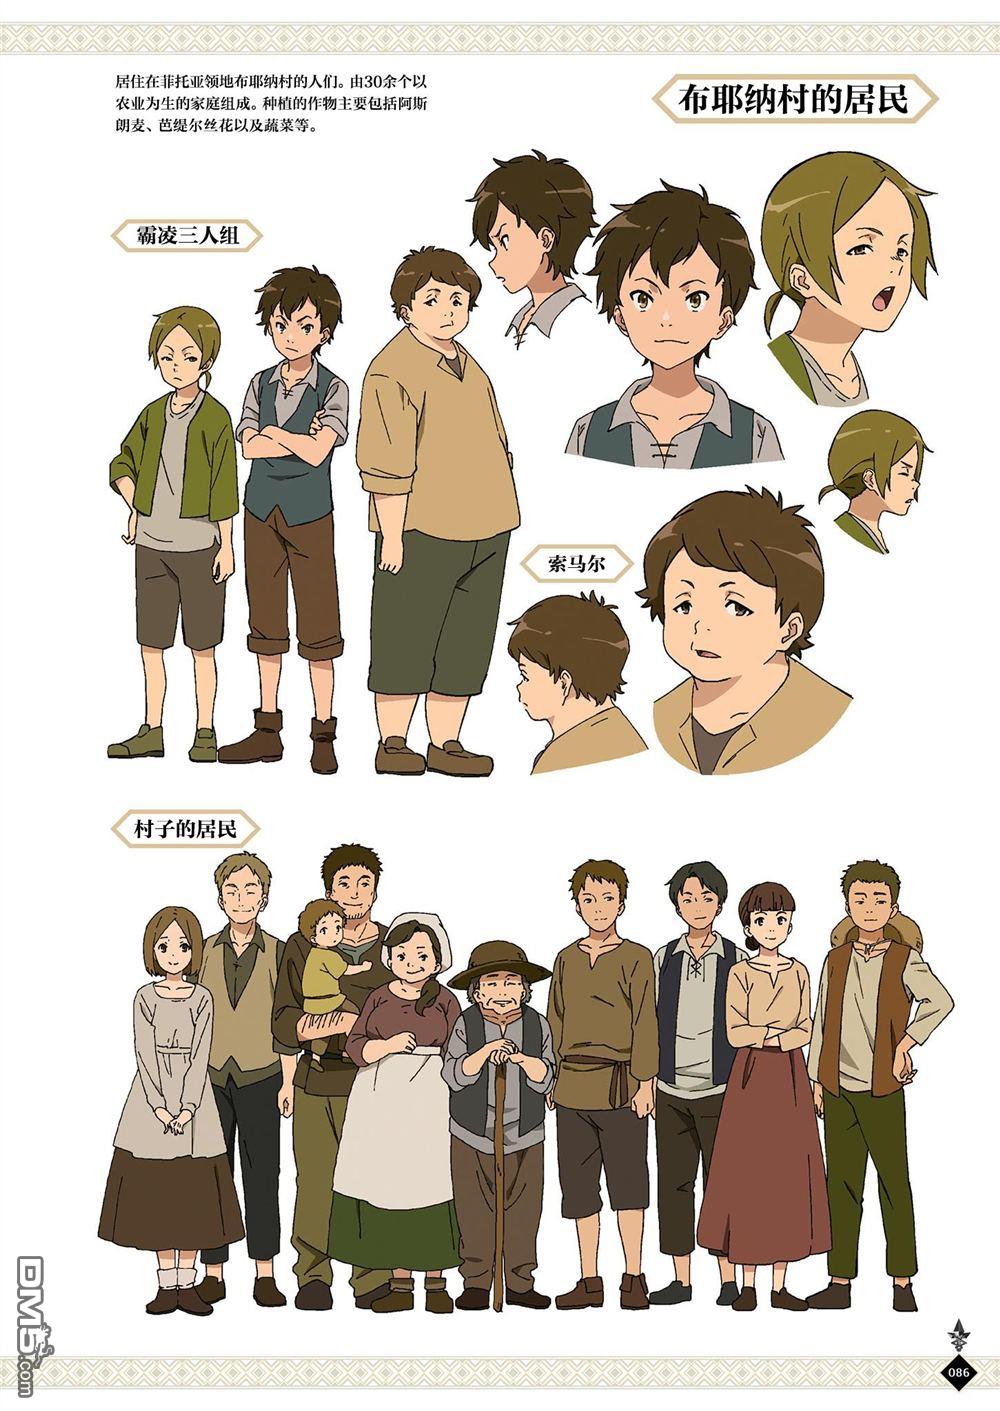 居住在菲托亚领地布耶纳村的人们。由30余个以
农业为生的家庭组成。种植的作物主要包括阿斯
朗麦、芭缇尔丝花以及蔬菜等。
布耶纳村的居民
霸凌三人组
索马尔
村子的居民
DM5.com
086